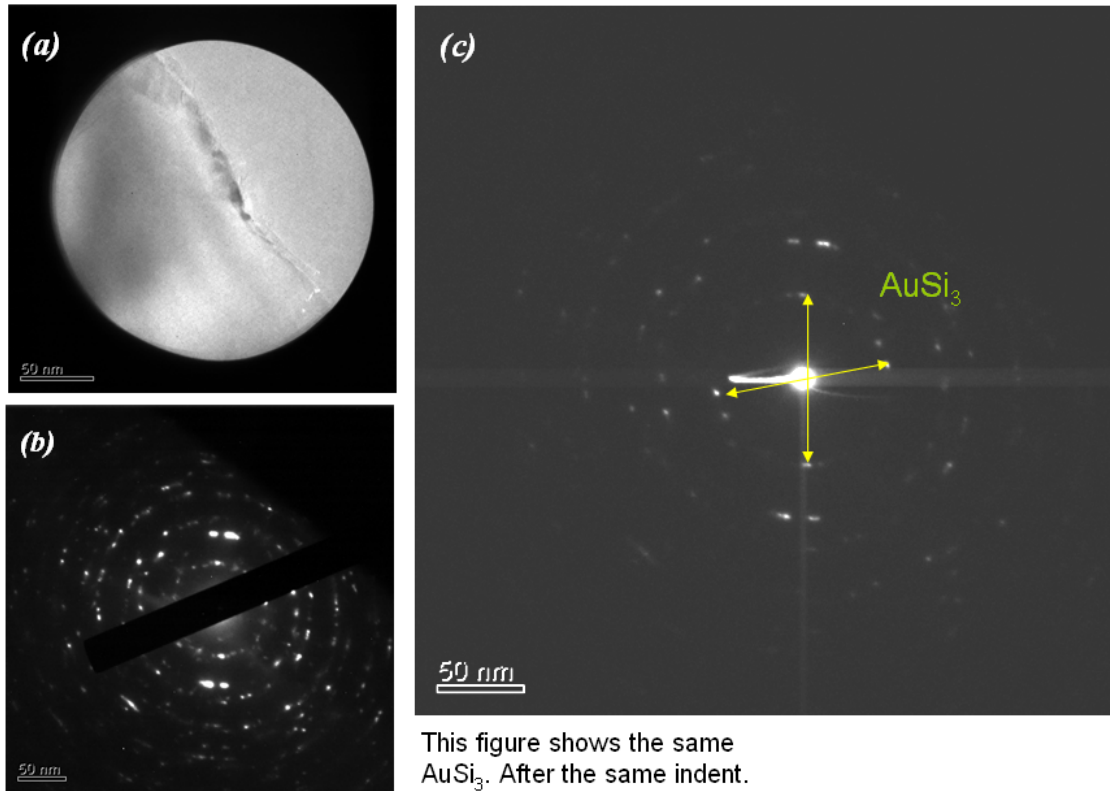 (a)
50 nm
(b)
50 nm
(c)
AuSi₃
50 nm
This figure shows the same
AuSi₃. After the same indent.